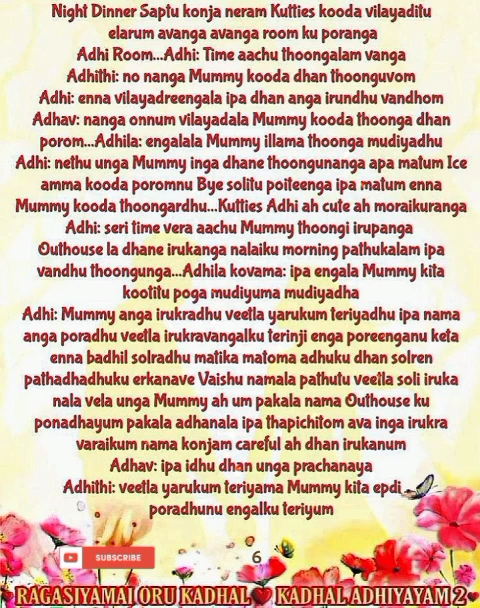 Night Dinner Saptu konja neram Kutties kooda vilayaditu
elarum avanga avanga room ku poranga
Adhi Room...Adhi: Time aachu thoongalam vanga
Adhithi: no nanga Mummy kooda dhan thoonguvom
Adhi: enna vilayadreengala ipa dhan anga irundhu vandhom
Adhav: nanga onnum vilayadala Mummy kooda thoonga dhan
porom...Adhila: engalala Mummy illama thoonga mudiyadhu
Adhi: nethu unga Mummy inga dhane thoongunanga apa matum Ice
amma kooda poromnu Bye solitu poiteenga ipa matum enna
Mummy kooda thoongardhu...Kutties Adhi ah cute ah moraikuranga
Adhi: seri time vera aachu Mummy thoongi irupanga
Outhouse la dhane irukanga nalaiku morning pathukalam ipa
vandhu thoongunga...Adhila kovama: ipa engala Mummy kita
kootitu poga mudiyuma mudiyadha
Adhi: Mummy anga irukradhu veetla yarukum teriyadhu ipa nama
anga poradhu veetla irukravangalku terinji enga poreenganu keta
enna badhil solradhu matika matoma adhuku dhan solren
pathadhadhuku erkanave Vaishu namala pathutu veetla soli iruka
nala vela unga Mummy ah um pakala nama Outhouse ku
ponadhayum pakala adhanala ipa thapichitom ava inga irukra
varaikum nama konjam careful ah dhan irukanum
Adhav: ipa idhu dhan unga prachanaya
Adhithi: veetla yarukum teriyama Mummy kita epdi
poradhunu engalku teriyum
SUBSCRIBE
6
RAGASIYAMAI ORU KADHAL KADHAL ADHIYAYAM 2